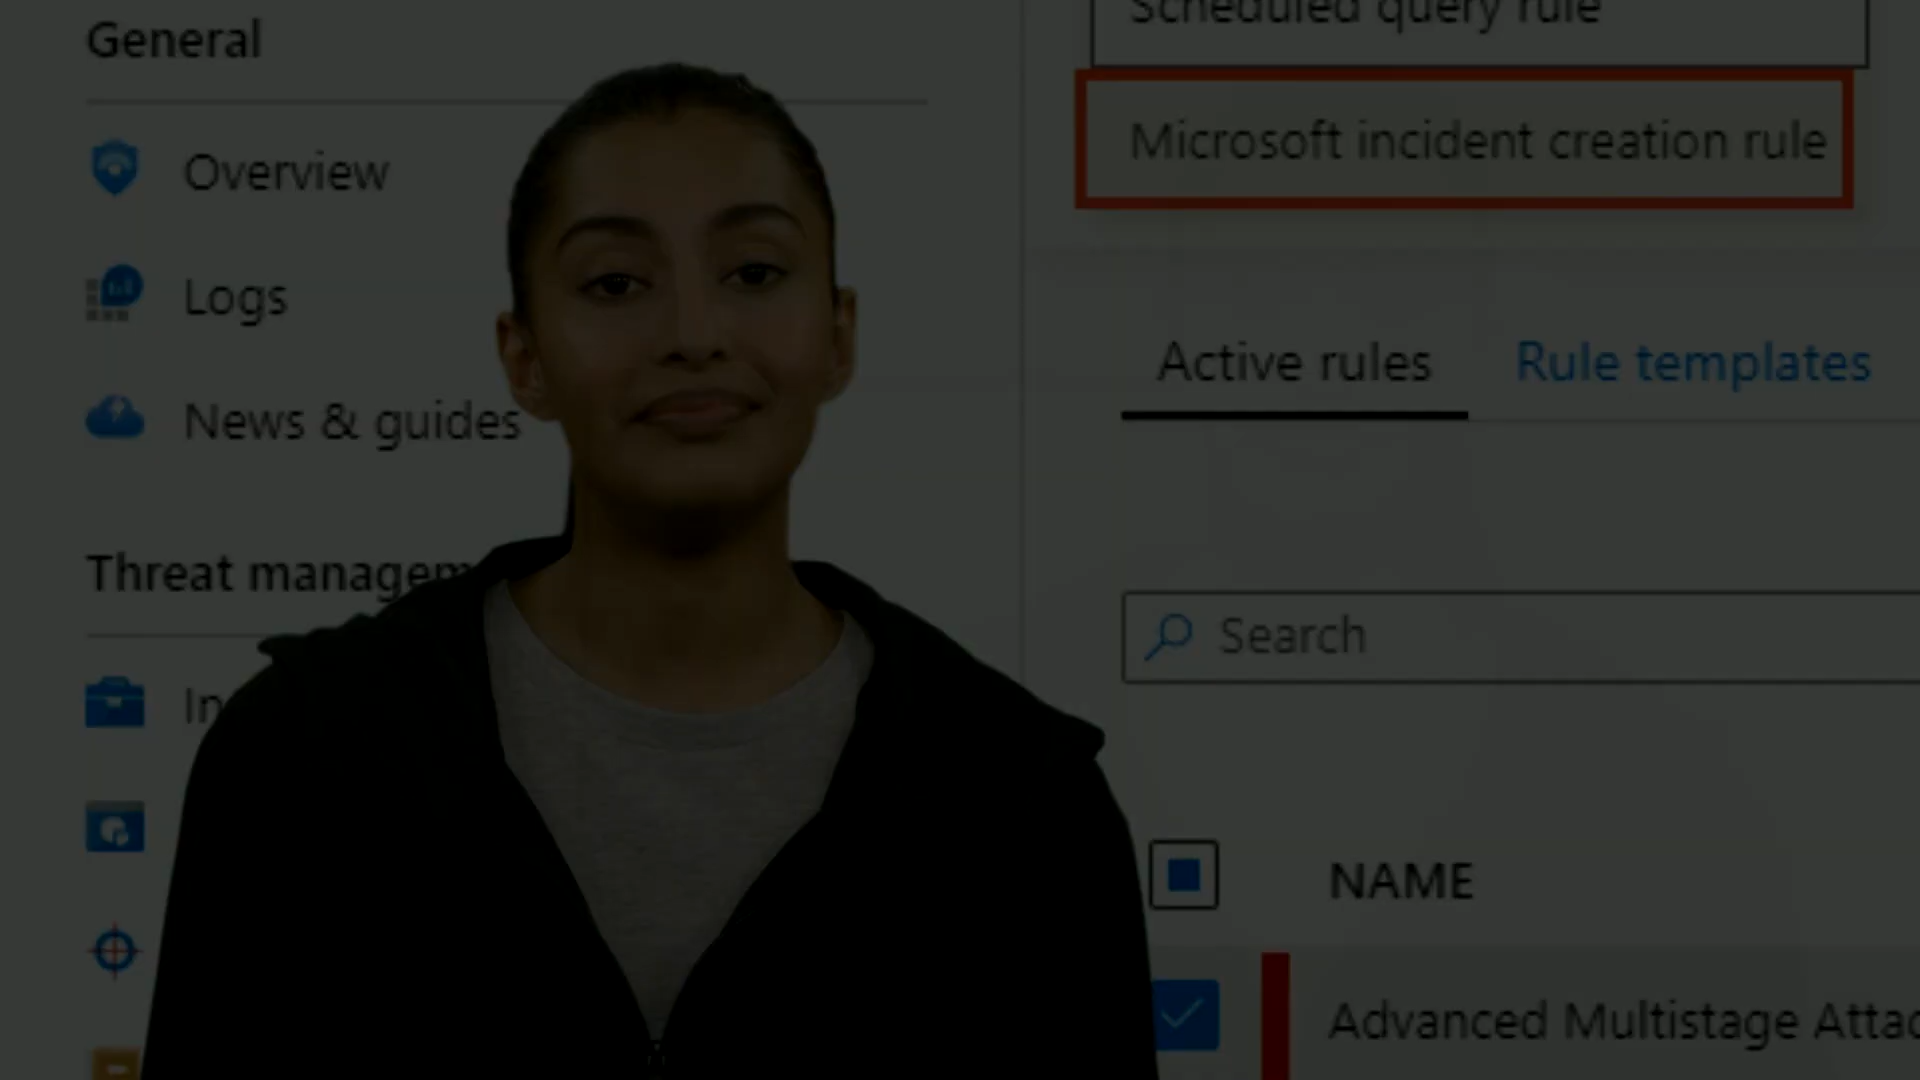 General
Overview
Logs
News & guides
Threat managem
In
Scheduled query rule
Microsoft incident creation rule
Active rules
Rule templates
Search
NAME
Advanced Multistage Attac